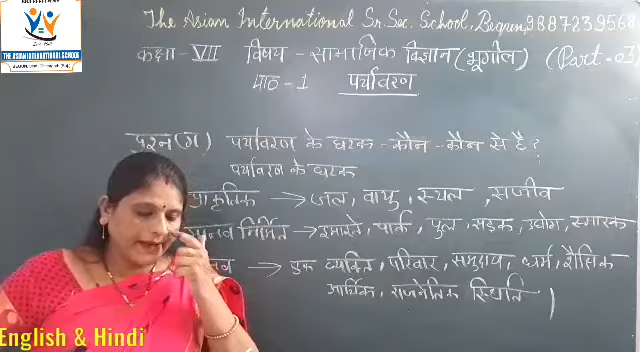 THE ASIAN INTERNATIONAL SCHOOL
The Asian International Sr. Sec. School, Begun, 9887239568
कक्षा - VII विषय - सामाजिक विज्ञान (भूगोल) (Part-01)
पाठ - 1 पर्यावरण
प्रश्न (ग) पर्यावरण के घटक - कौन - कौन से है ?
पर्यावरण के घटक
प्राकृतिक → जल, वायु, स्थल, सजीव
मानव निर्मित → इमारते, पार्क, पुल, सड़क, उद्योग, स्मारक
→ एक व्यक्ति, परिवार, समुदाय, धर्म, शैक्षिक
आर्थिक, राजनैतिक स्थिति |
English & Hindi